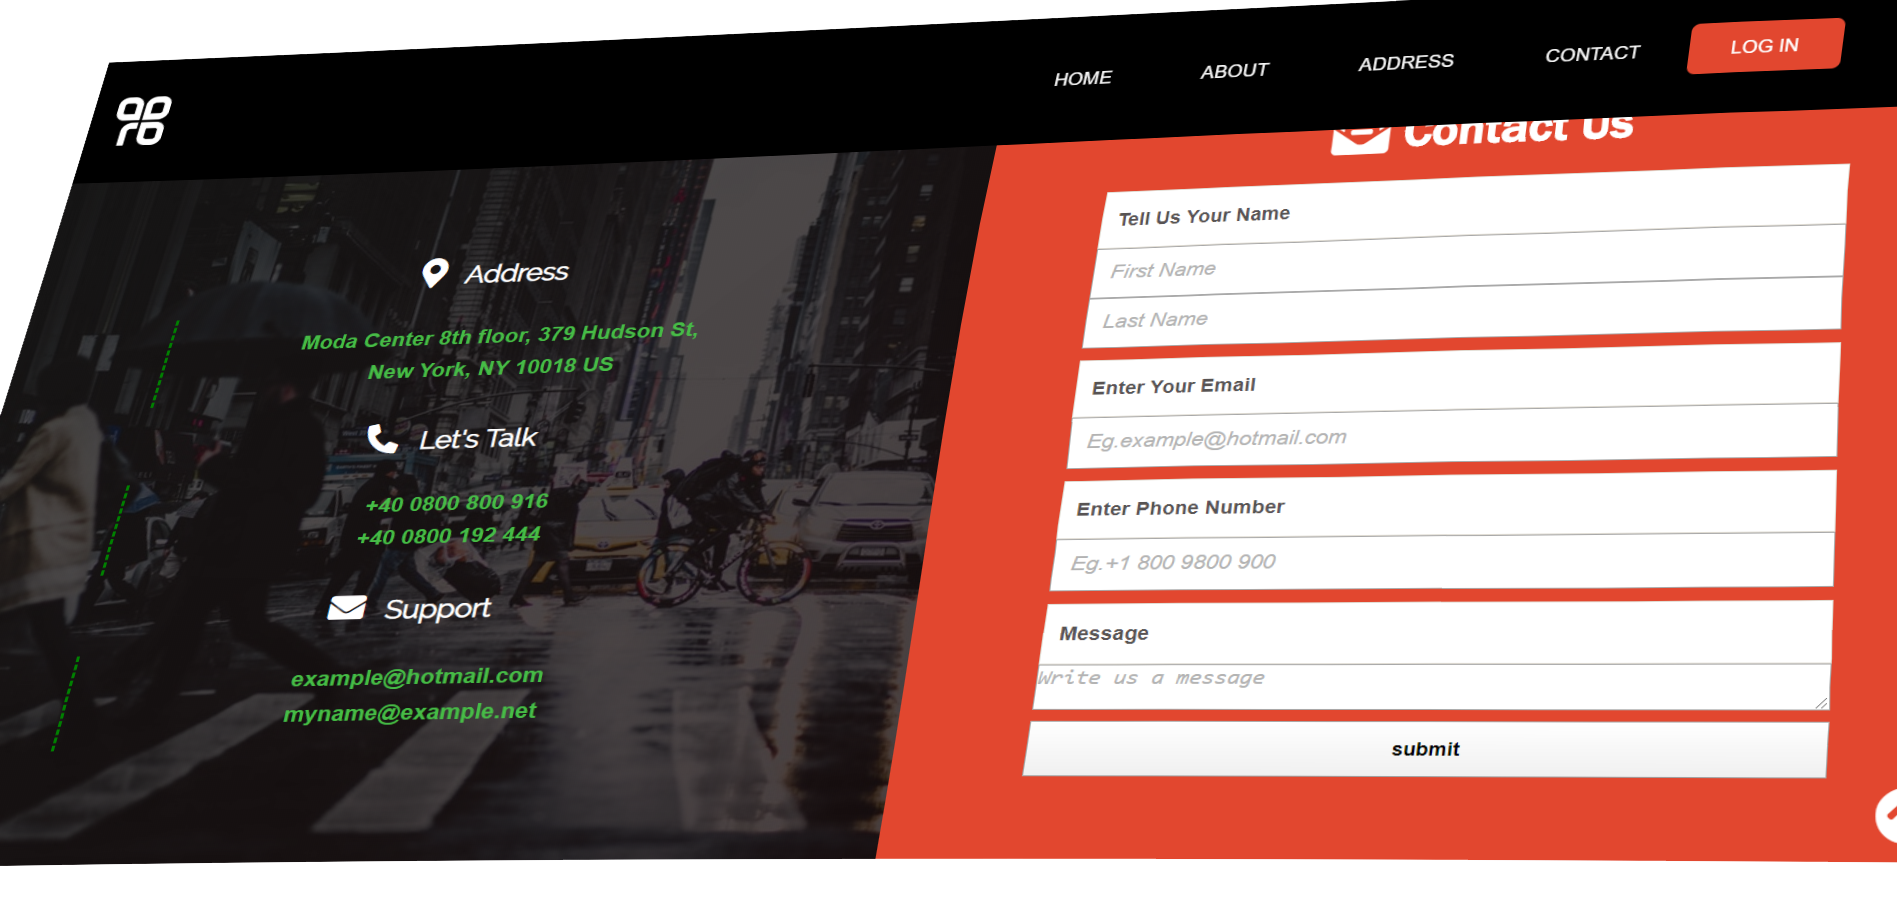 HOME
ABOUT
ADDRESS
CONTACT
LOG IN
Address
Moda Center 8th floor, 379 Hudson St,
New York, NY 10018 US
Let's Talk
+40 0800 800 916
+40 0800 192 444
Support
example@hotmail.com
myname@example.net
Contact Us
Tell Us Your Name
First Name
Last Name
Enter Your Email
Eg.example@hotmail.com
Enter Phone Number
Eg.+1 800 9800 900
Message
Write us a message
submit